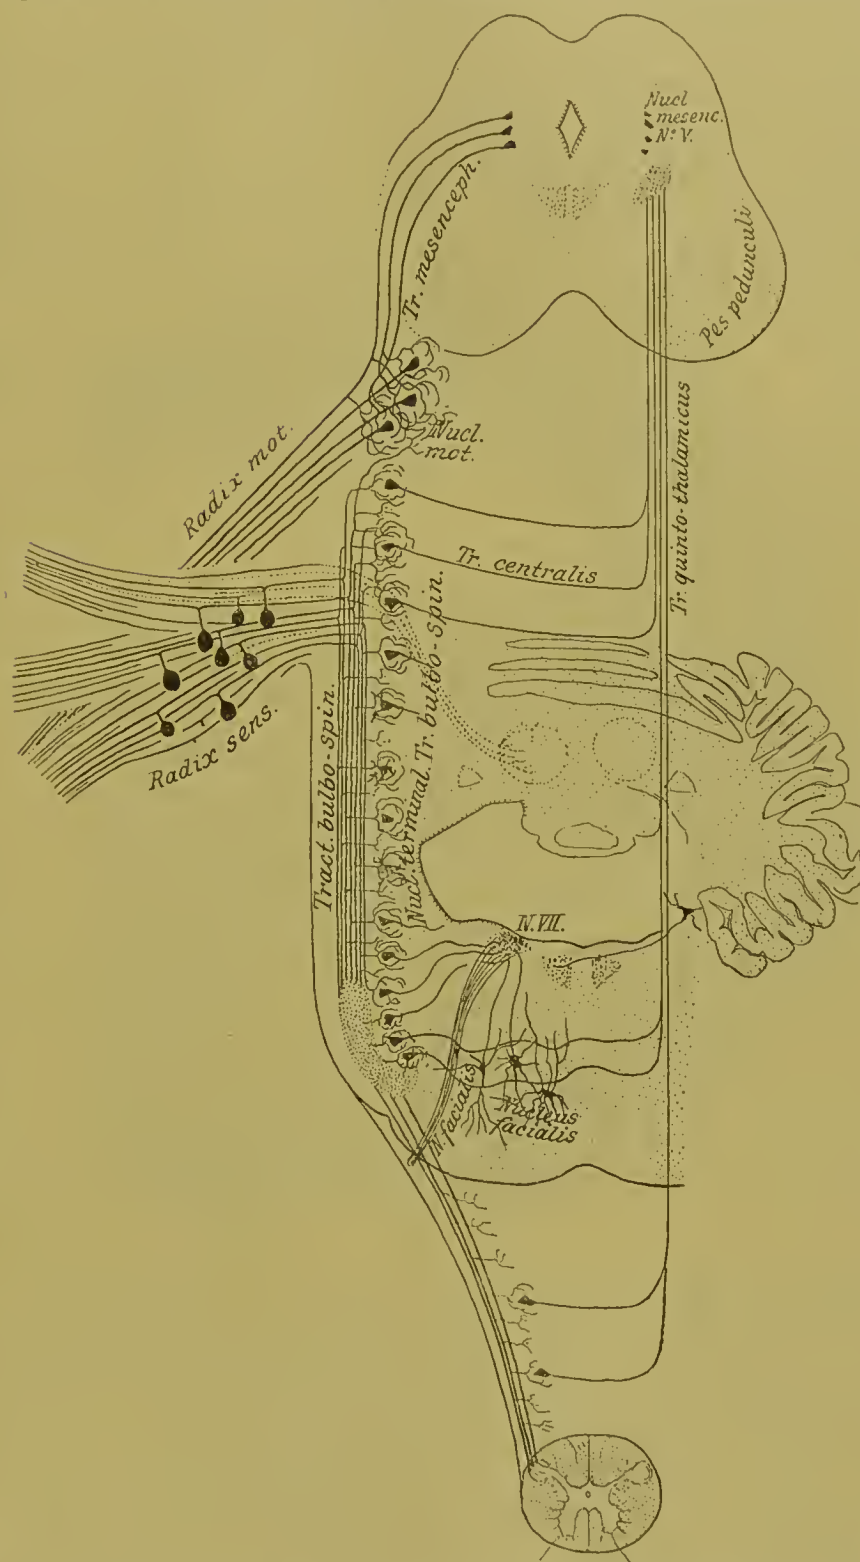 Nucl
mesenc.
N. V.
Tr. mesenceph.
Pes pedunculi
Nucl.
mot.
Radix mot.
Tr. quinto-thalamicus
Tr. centralis
Radix sens.
Tract. bulbo-spin.
Nucl. terminal. Tr. bulbo-spin.
N. VII.
N. facialis
Nucleus
facialis